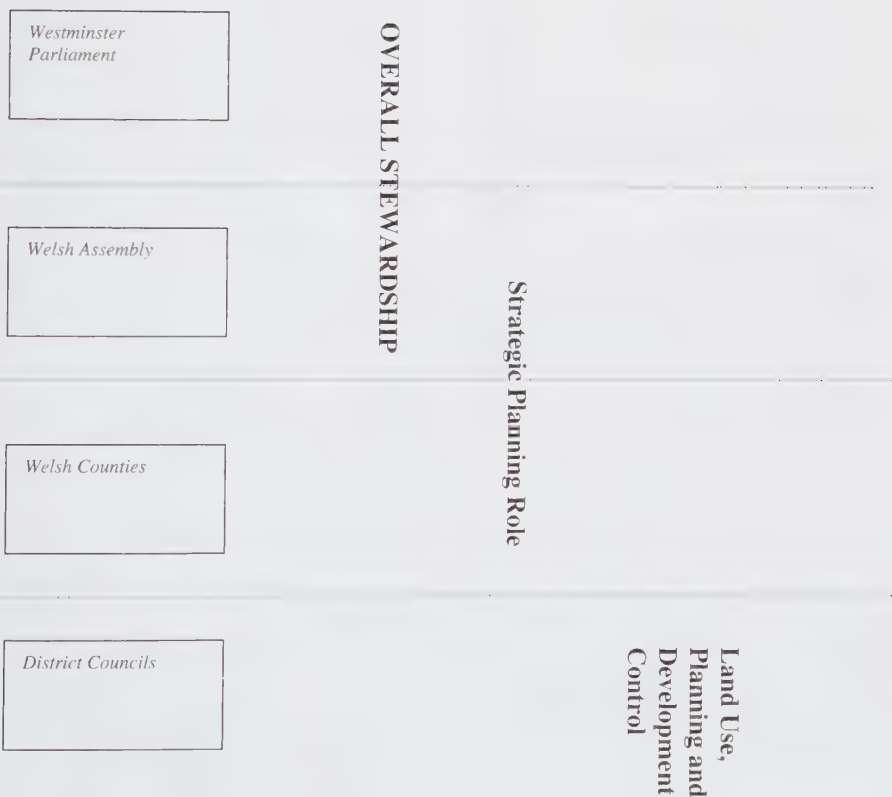 Westminster
Parliament
OVERALL STEWARDSHIP
Welsh Assembly
Strategic Planning Role
Welsh Counties
District Councils
Land Use,
Planning and
Development
Control